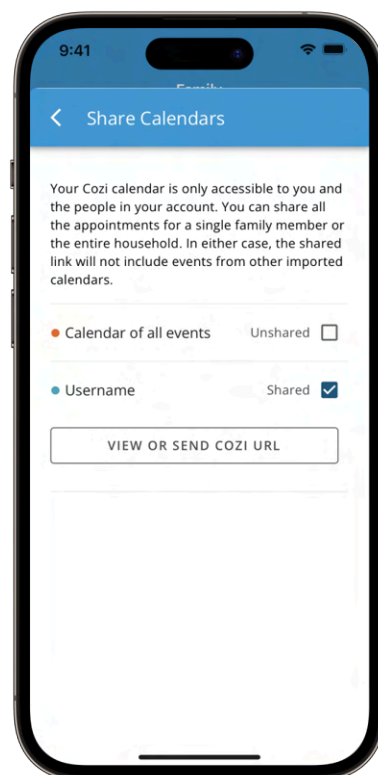 9:41
Family
Share Calendars
Your Cozi calendar is only accessible to you and
the people in your account. You can share all
the appointments for a single family member or
the entire household. In either case, the shared
link will not include events from other imported
calendars.
Calendar of all events Unshared
Username Shared
VIEW OR SEND COZI URL